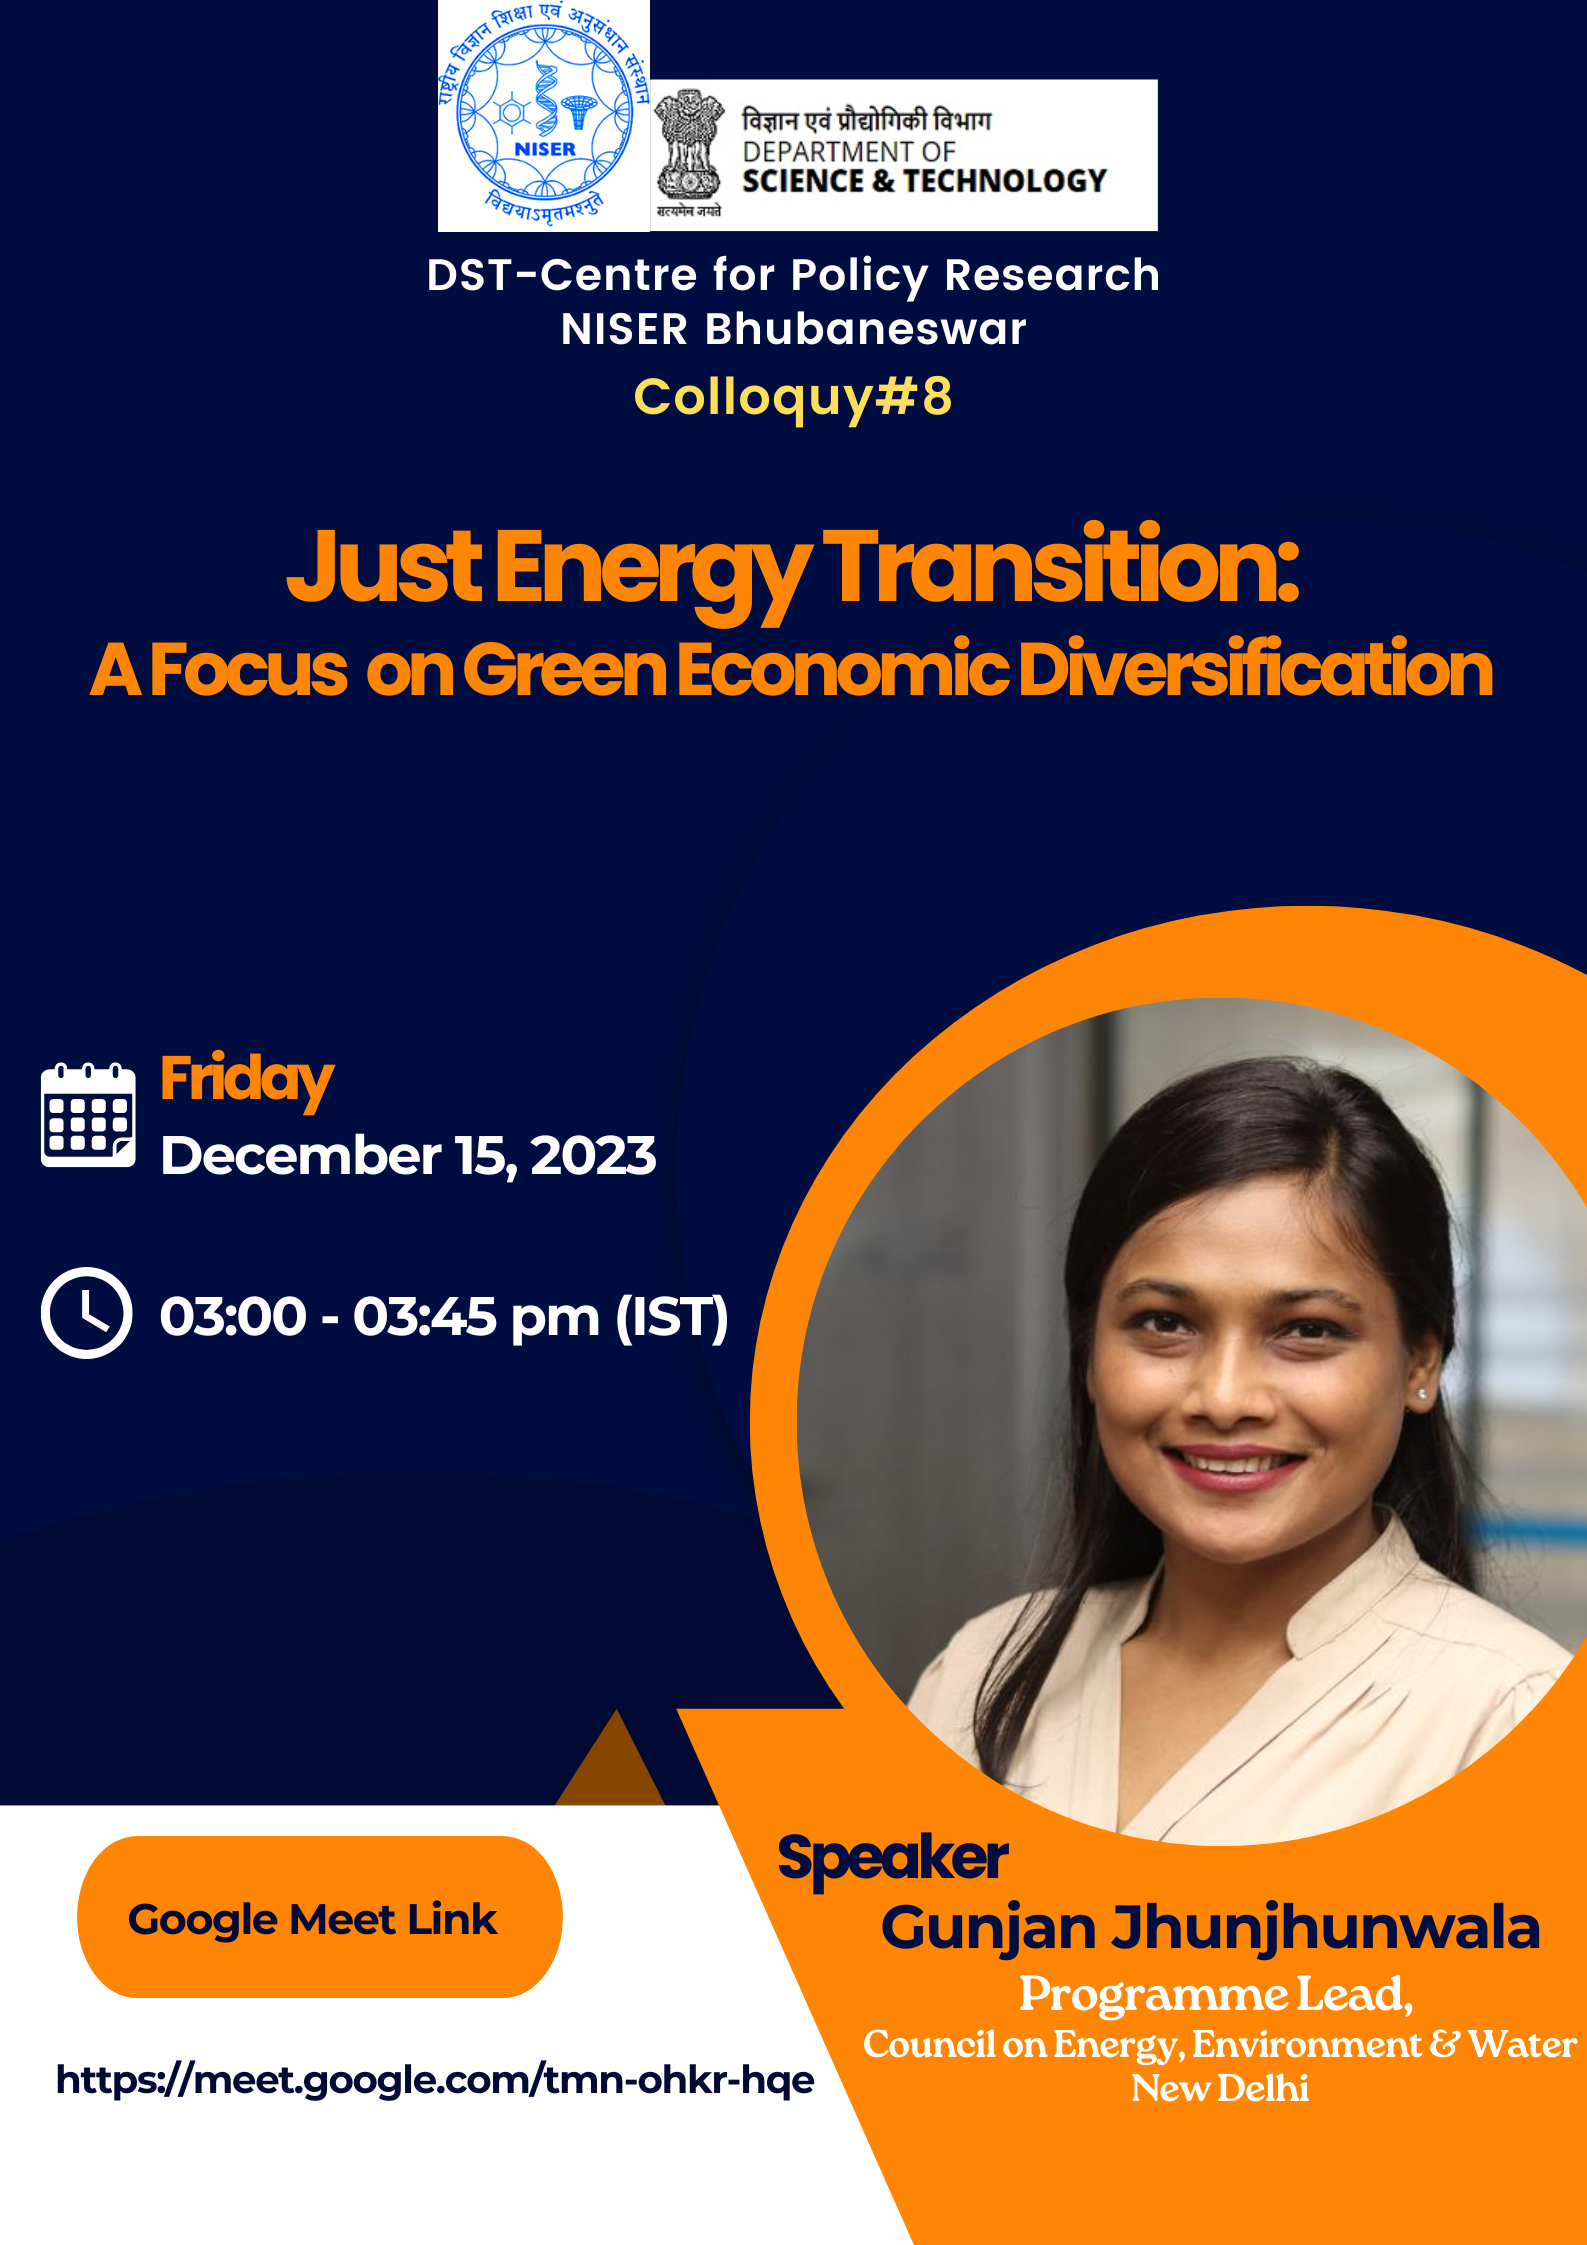 राष्ट्रीय विज्ञान शिक्षा एवं अनुसंधान संस्थान
NISER
विद्ययाऽमृतमश्नुते
सत्यमेव जयते
विज्ञान एवं प्रौद्योगिकी विभाग
DEPARTMENT OF
SCIENCE & TECHNOLOGY
DST-Centre for Policy Research
NISER Bhubaneswar
Colloquy#8
Just Energy Transition:
A Focus on Green Economic Diversification
Friday
December 15, 2023
03:00 - 03:45 pm (IST)
Speaker
Gunjan Jhunjhunwala
Programme Lead,
Council on Energy, Environment & Water
New Delhi
Google Meet Link
https://meet.google.com/tmn-ohkr-hqe